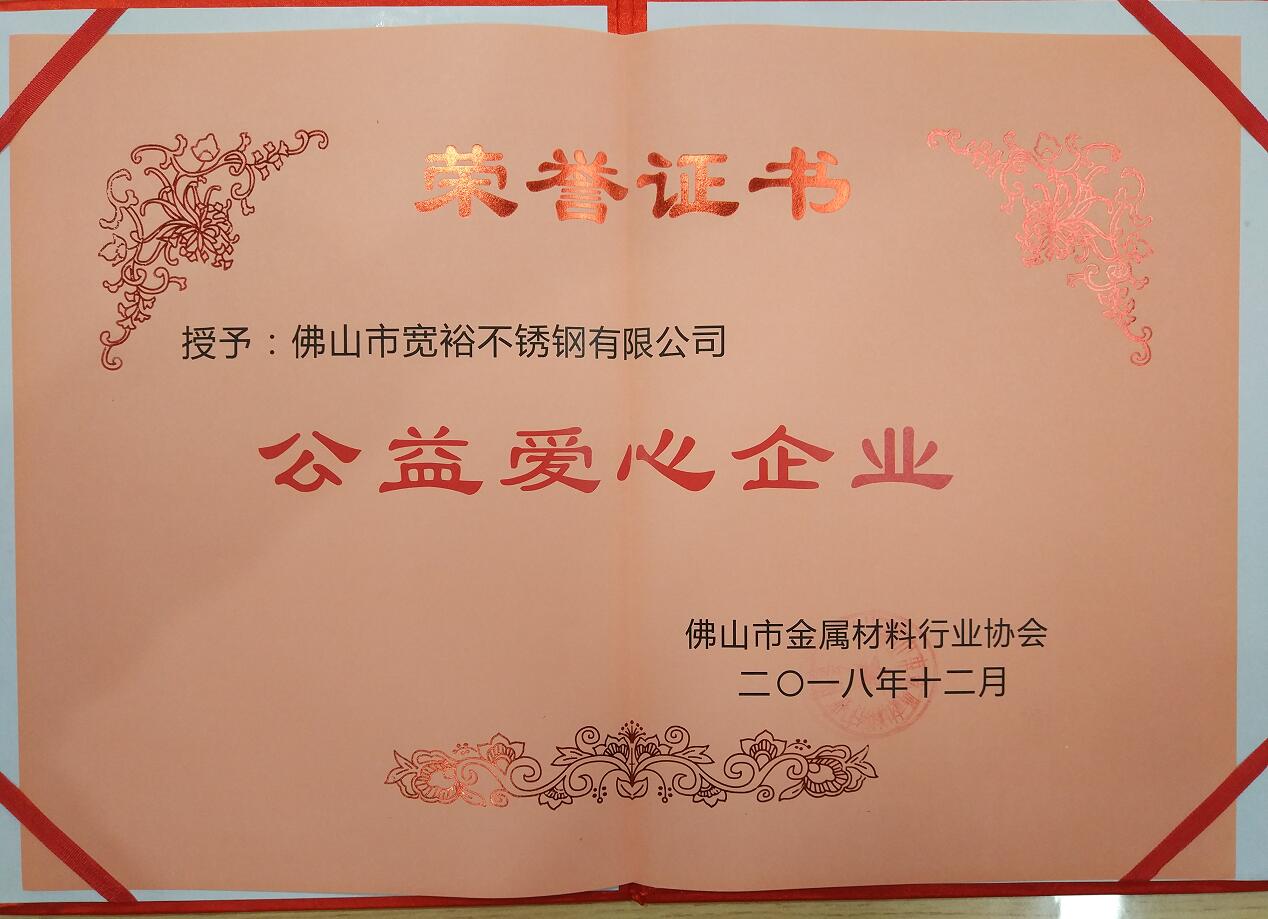 荣誉证书
授予：佛山市宽裕不锈钢有限公司
公益爱心企业
佛山市金属材料行业协会
二〇一八年十二月